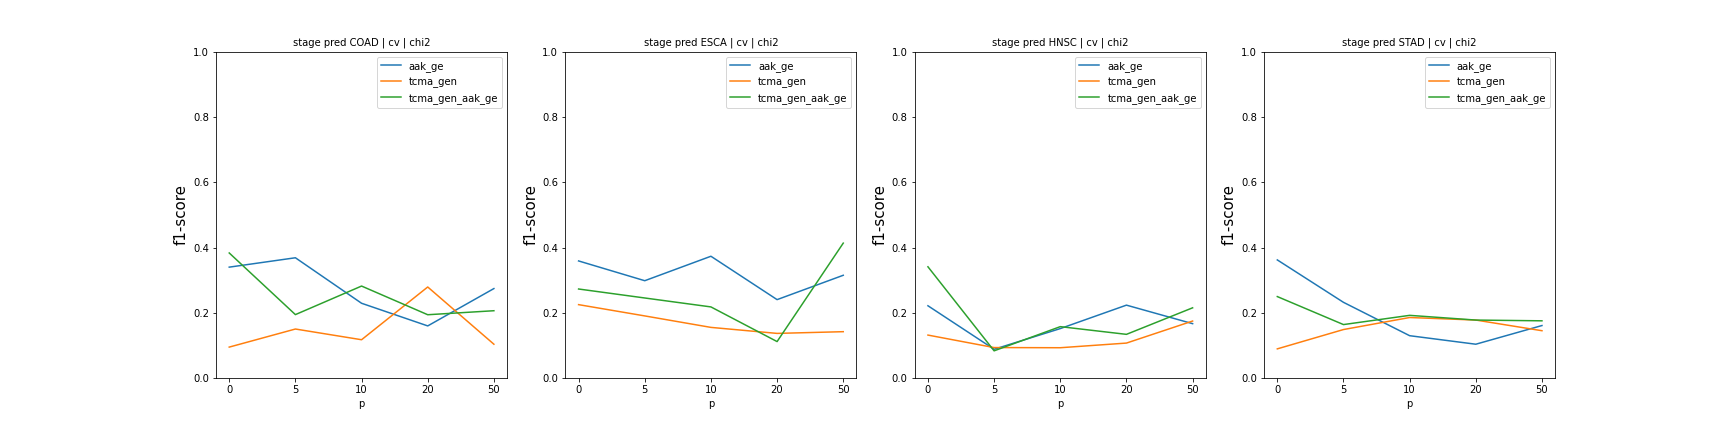 stage pred COAD | cv | chi2
1.0
0.8
0.6
0.4
0.2
0.0
f1-score
aak_ge
tcma_gen
tcma_gen_aak_ge
0 5 10 20 50
p
stage pred ESCA | cv | chi2
1.0
0.8
0.6
0.4
0.2
0.0
f1-score
aak_ge
tcma_gen
tcma_gen_aak_ge
0 5 10 20 50
p
stage pred HNSC | cv | chi2
1.0
0.8
0.6
0.4
0.2
0.0
f1-score
aak_ge
tcma_gen
tcma_gen_aak_ge
0 5 10 20 50
p
stage pred STAD | cv | chi2
1.0
0.8
0.6
0.4
0.2
0.0
f1-score
aak_ge
tcma_gen
tcma_gen_aak_ge
0 5 10 20 50
p